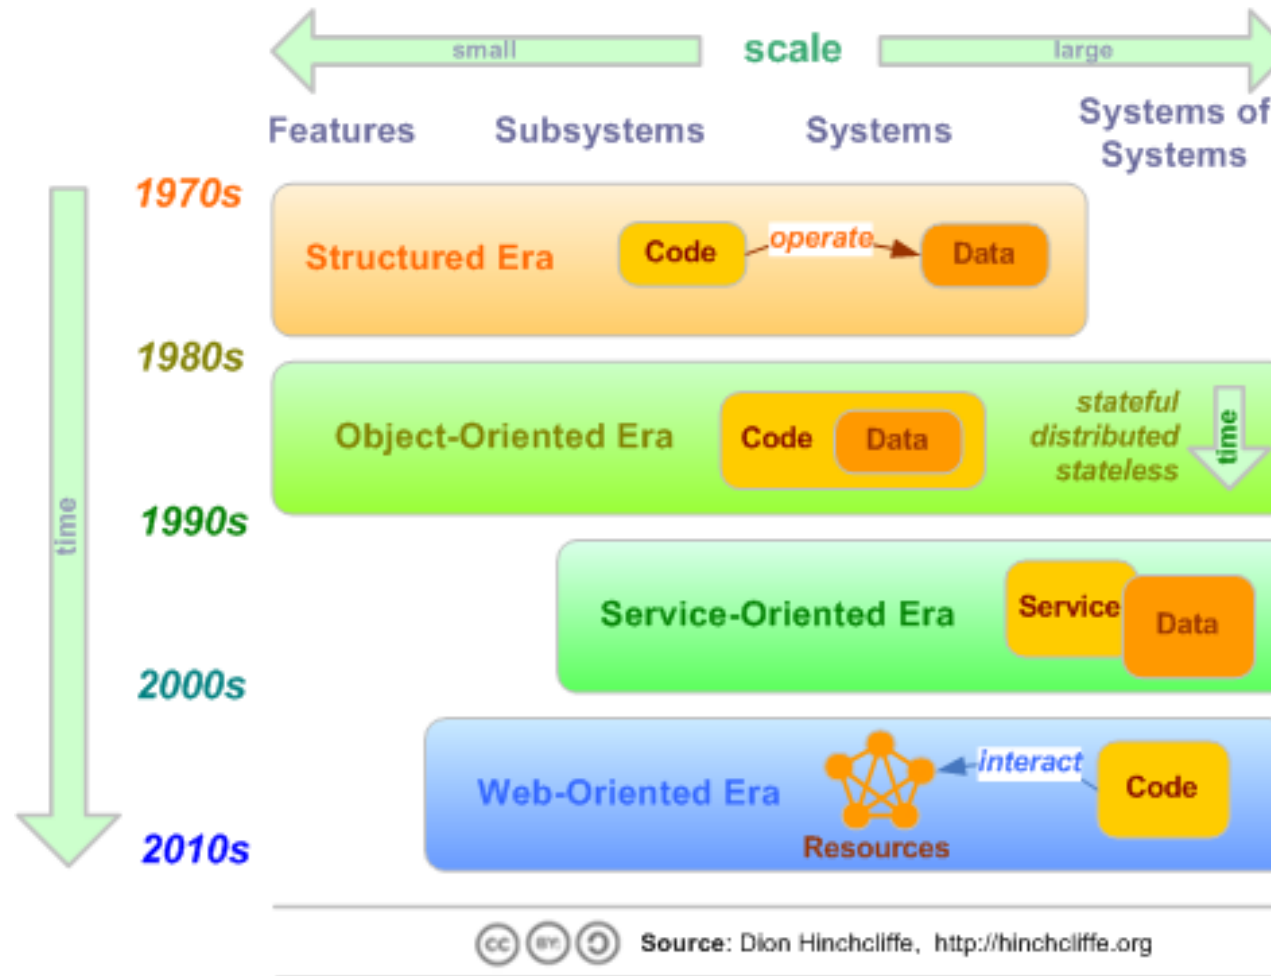 small
scale
large
Features
Subsystems
Systems
Systems of
Systems
time
1970s
Structured Era
Code
operate
Data
1980s
Object-Oriented Era
Code
Data
stateful
distributed
stateless
time
1990s
Service-Oriented Era
Service
Data
2000s
Web-Oriented Era
Resources
interact
Code
2010s
cc BY: Source: Dion Hinchcliffe, http://hinchcliffe.org